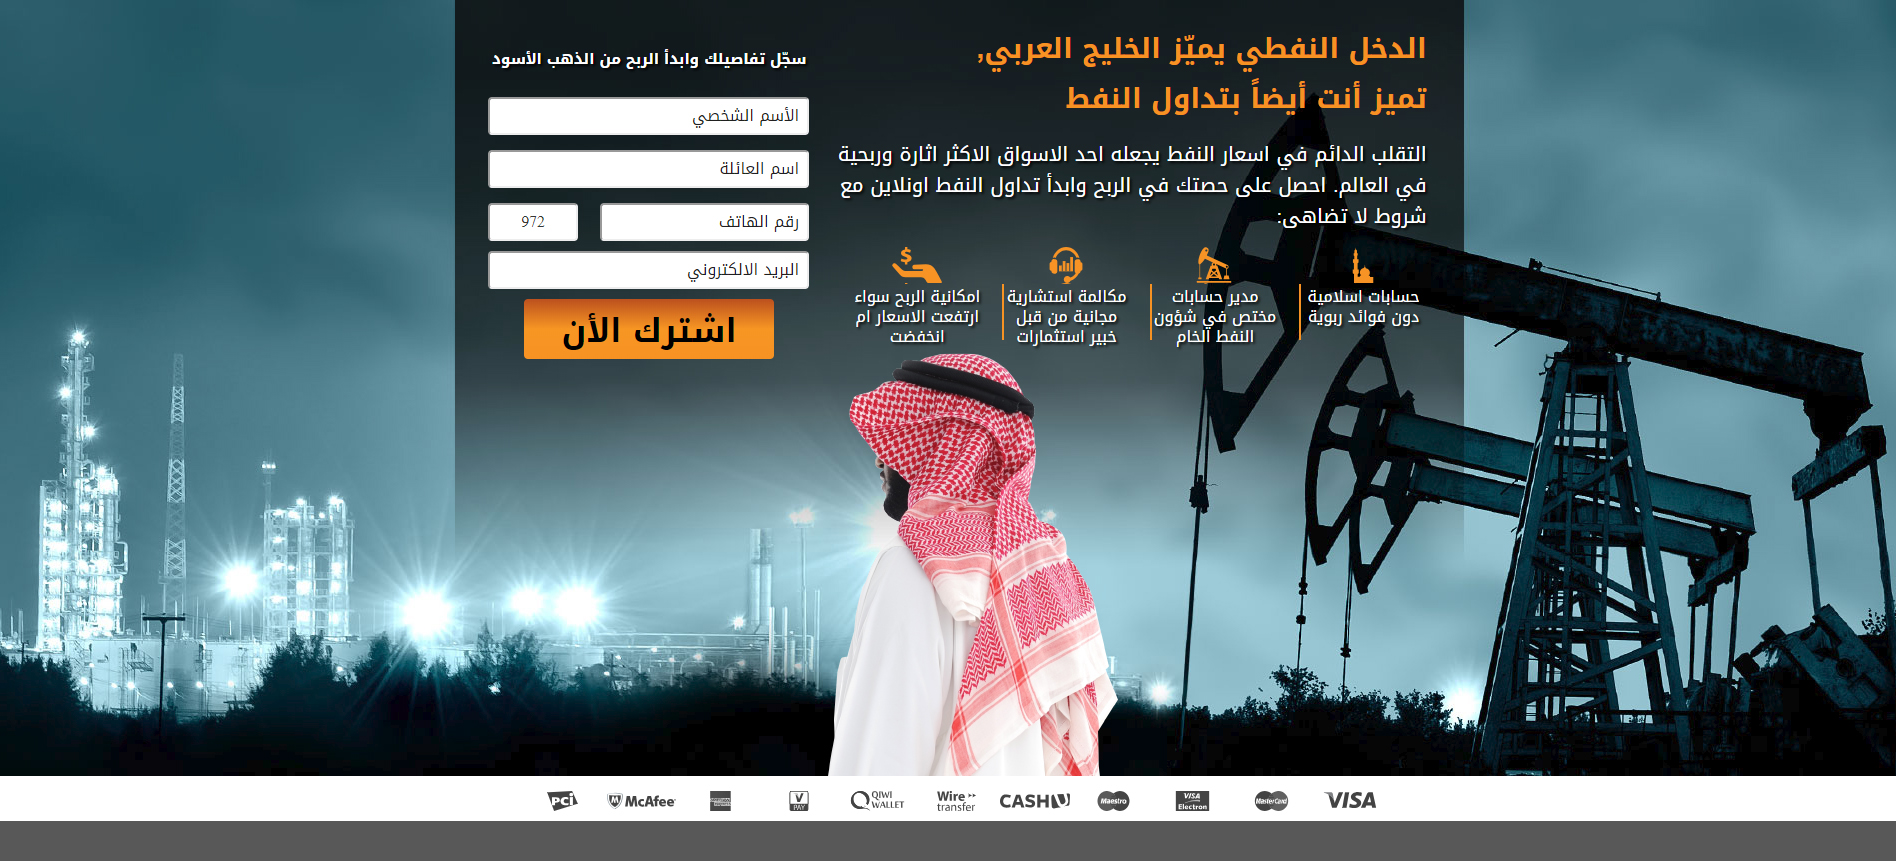 الدخل النفطي يميّز الخليج العربي,
تميز أنت أيضاً بتداول النفط
التقلب الدائم في اسعار النفط يجعله احد الاسواق الاكثر اثارة وربحية
في العالم. احصل على حصتك في الربح وابدأ تداول النفط اونلاين مع
شروط لا تضاهى:
حسابات اسلامية
دون فوائد ربوية
مدير حسابات
مختص في شؤون
النفط الخام
مكالمة استشارية
مجانية من قبل
خبير استثمارات
امكانية الربح سواء
ارتفعت الاسعار ام
انخفضت
سجّل تفاصيلك وابدأ الربح من الذهب الأسود
الأسم الشخصي
اسم العائلة
رقم الهاتف
972
البريد الالكتروني
اشترك الأن
PCi
McAfee
V PAY
QIWI WALLET
Wire transfer
CASHU
Maestro
VISA Electron
MasterCard
VISA